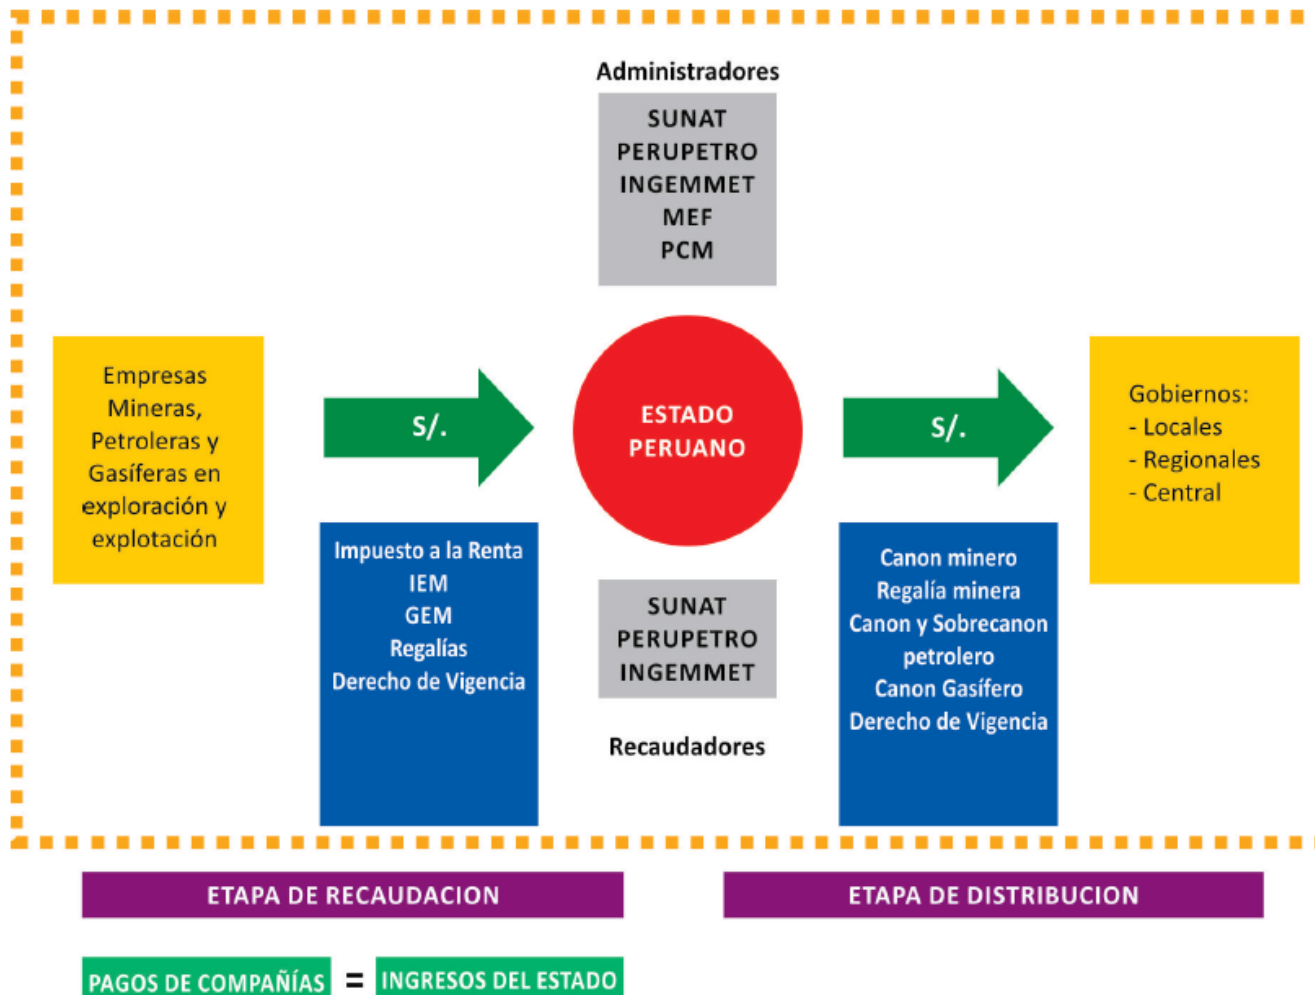 Administradores
SUNAT
PERUPETRO
INGEMMET
MEF
PCM
Empresas
Mineras,
Petroleras y
Gasíferas en
exploración y
explotación
S/.
ESTADO
PERUANO
S/.
Gobiernos:
- Locales
- Regionales
- Central
Impuesto a la Renta
IEM
GEM
Regalías
Derecho de Vigencia
SUNAT
PERUPETRO
INGEMMET
Recaudadores
Canon minero
Regalía minera
Canon y Sobrecanon
petrolero
Canon Gasífero
Derecho de Vigencia
ETAPA DE RECAUDACION
ETAPA DE DISTRIBUCION
PAGOS DE COMPAÑÍAS = INGRESOS DEL ESTADO